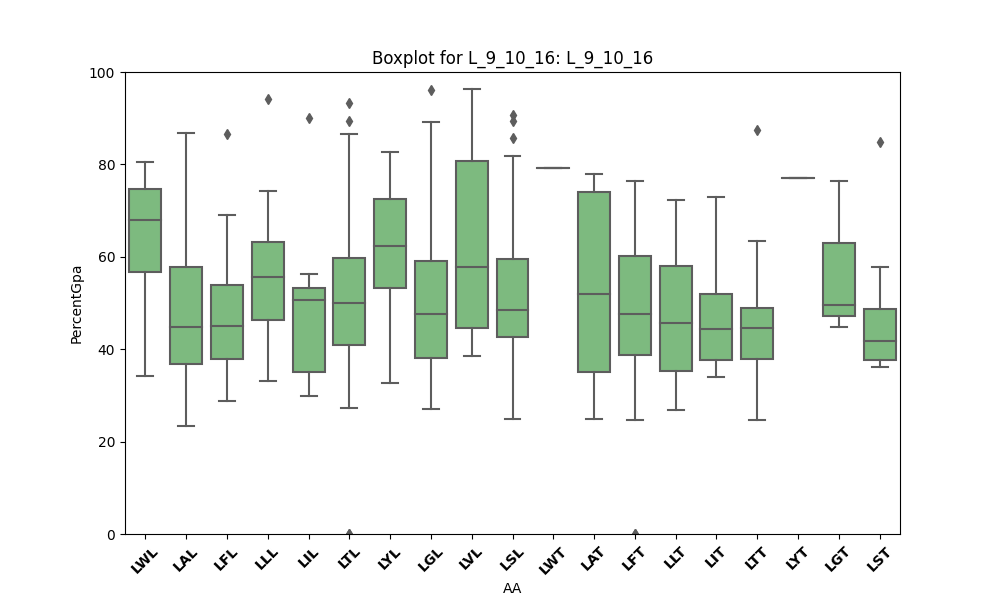 Boxplot for L_9_10_16: L_9_10_16
100
80
60
40
20
0
PercentGpa
LWL LAL LFL LLL LIL LTL LYL LGL LVL LSL LWT LAT LFT LLT LIT LTT LYT LGT LST
AA